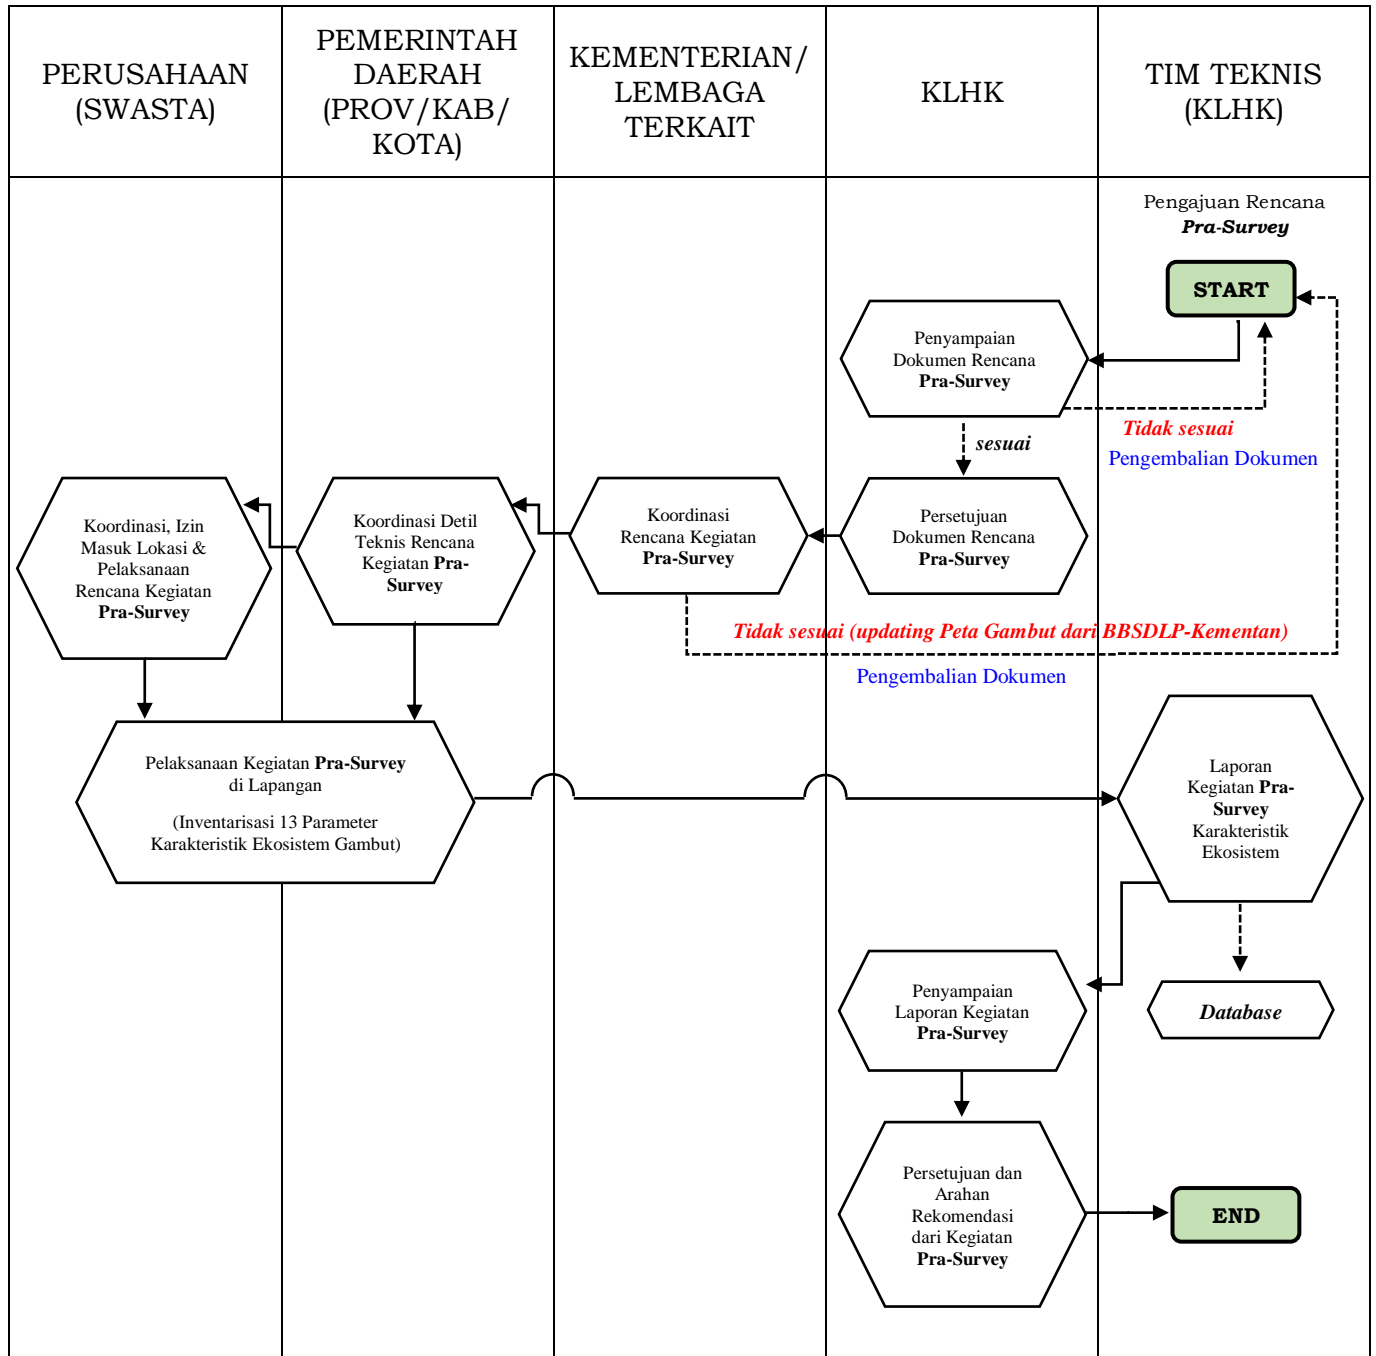 PERUSAHAAN
(SWASTA)
PEMERINTAH
DAERAH
(PROV/KAB/
KOTA)
KEMENTERIAN/
LEMBAGA
TERKAIT
KLHK
TIM TEKNIS
(KLHK)
Pengajuan Rencana
Pra-Survey
START
Penyampaian
Dokumen Rencana
Pra-Survey
Tidak sesuai
Pengembalian Dokumen
sesuai
Persetujuan
Dokumen Rencana
Pra-Survey
Koordinasi
Rencana Kegiatan
Pra-Survey
Koordinasi Detil
Teknis Rencana
Kegiatan Pra-
Survey
Koordinasi, Izin
Masuk Lokasi &
Pelaksanaan
Rencana Kegiatan
Pra-Survey
Tidak sesuai (updating Peta Gambut dari BBSDLP-Kementan)
Pengembalian Dokumen
Pelaksanaan Kegiatan Pra-Survey
di Lapangan
(Inventarisasi 13 Parameter
Karakteristik Ekosistem Gambut)
Laporan
Kegiatan Pra-
Survey
Karakteristik
Ekosistem
Database
Penyampaian
Laporan Kegiatan
Pra-Survey
Persetujuan dan
Arahan
Rekomendasi
dari Kegiatan
Pra-Survey
END